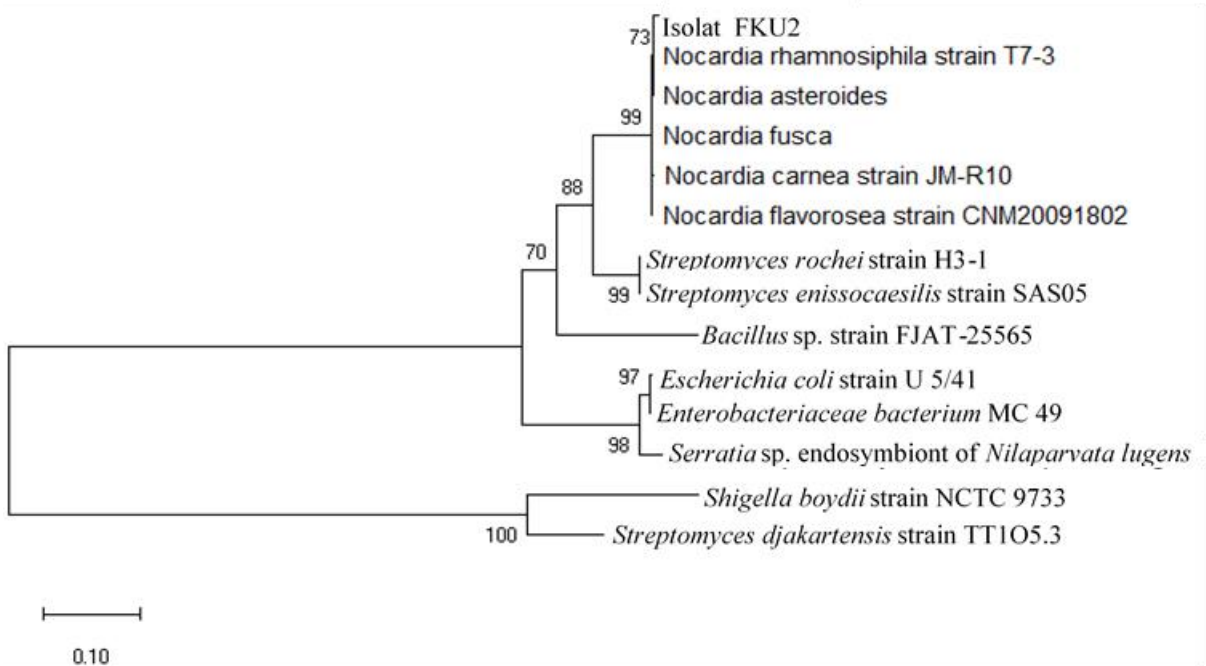 Isolat FKU2
73
Nocardia rhamnosiphila strain T7-3
Nocardia asteroides
99
Nocardia fusca
Nocardia carnea strain JM-R10
88
Nocardia flavorosea strain CNM20091802
70
Streptomyces rochei strain H3-1
99
Streptomyces enissocaesilis strain SAS05
Bacillus sp. strain FJAT-25565
97
Escherichia coli strain U 5/41
Enterobacteriaceae bacterium MC 49
98
Serratia sp. endosymbiont of Nilaparvata lugens
Shigella boydii strain NCTC 9733
100
Streptomyces djakartensis strain TT1O5.3
0.10